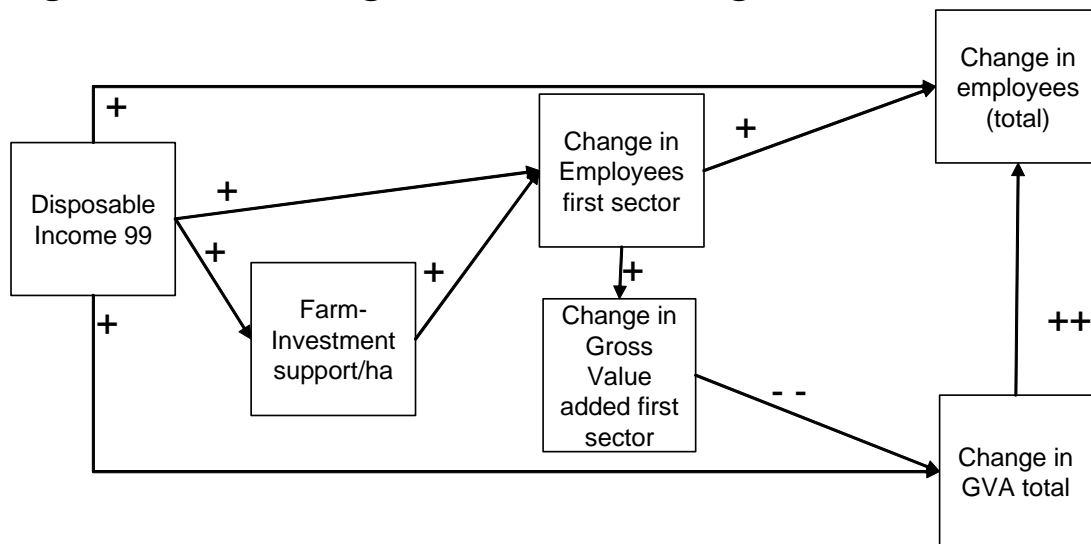 Change in
employees
(total)
+
+
Change in
Employees
first sector
Disposable
Income 99
+
+
+
Farm-
Investment
support/ha
+
Change in
Gross
Value
added first
sector
+
++
- -
Change in
GVA total